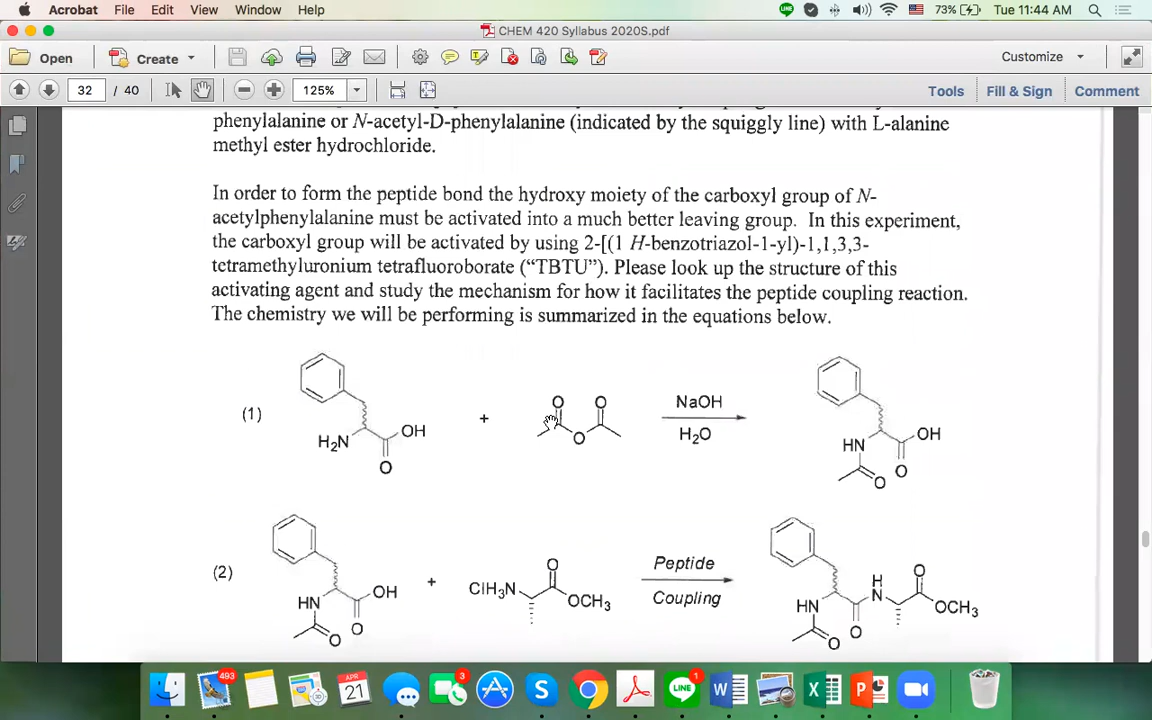 Acrobat File Edit View Window Help 73% Tue 11:44 AM
CHEM 420 Syllabus 2020S.pdf
Open Create Customize
32 / 40 125% Tools Fill & Sign Comment
phenylalanine or N-acetyl-D-phenylalanine (indicated by the squiggly line) with L-alanine
methyl ester hydrochloride.
In order to form the peptide bond the hydroxy moiety of the carboxyl group of N-
acetylphenylalanine must be activated into a much better leaving group. In this experiment,
the carboxyl group will be activated by using 2-[(1 H-benzotriazol-1-yl)-1,1,3,3-
tetramethyluronium tetrafluoroborate (“TBTU”). Please look up the structure of this
activating agent and study the mechanism for how it facilitates the peptide coupling reaction.
The chemistry we will be performing is summarized in the equations below.
(1) H₂N OH O + O O O NaOH H₂O HN OH O O
(2) HN OH O O + ClH₃N O OCH₃ Peptide Coupling HN O O H N O OCH₃
493 APR 21 3 1